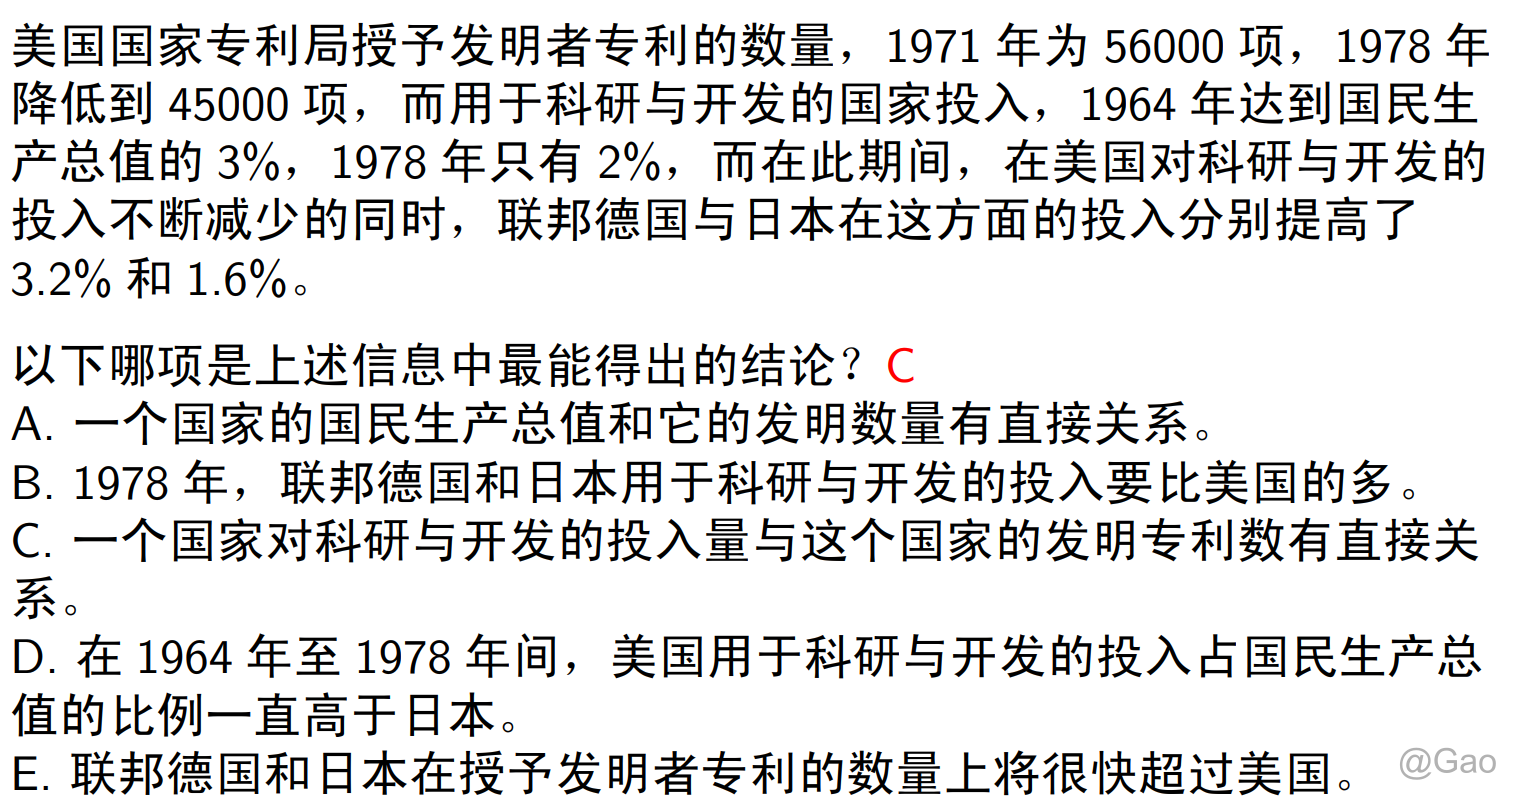 美国国家专利局授予发明者专利的数量，1971 年为 56000 项，1978 年
降低到 45000 项，而用于科研与开发的国家投入，1964 年达到国民生
产总值的 3%，1978 年只有 2%，而在此期间，在美国对科研与开发的
投入不断减少的同时，联邦德国与日本在这方面的投入分别提高了
3.2% 和 1.6%。
以下哪项是上述信息中最能得出的结论？C
A. 一个国家的国民生产总值和它的发明数量有直接关系。
B. 1978 年，联邦德国和日本用于科研与开发的投入要比美国的多。
C. 一个国家对科研与开发的投入量与这个国家的发明专利数有直接关
系。
D. 在 1964 年至 1978 年间，美国用于科研与开发的投入占国民生产总
值的比例一直高于日本。
E. 联邦德国和日本在授予发明者专利的数量上将很快超过美国。
@Gao